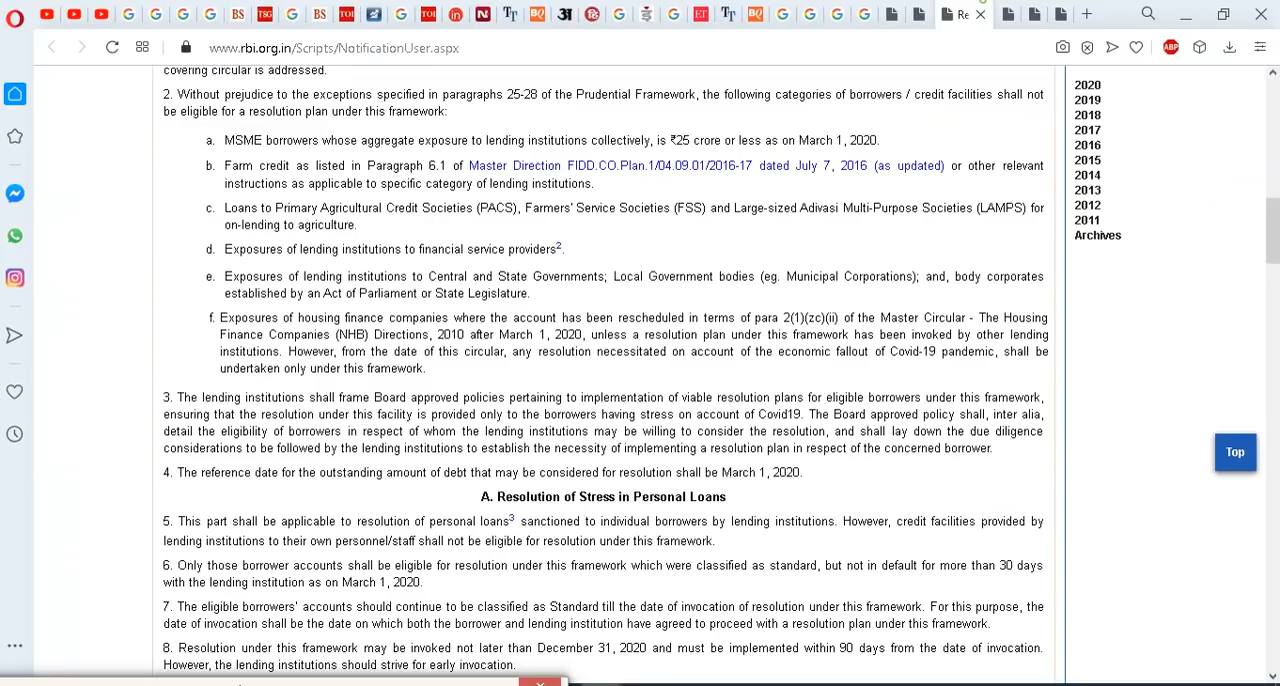 Re
www.rbi.org.in/Scripts/NotificationUser.aspx
covering circular is addressed.
2. Without prejudice to the exceptions specified in paragraphs 25-28 of the Prudential Framework, the following categories of borrowers / credit facilities shall not
be eligible for a resolution plan under this framework:
a. MSME borrowers whose aggregate exposure to lending institutions collectively, is ₹25 crore or less as on March 1, 2020.
b. Farm credit as listed in Paragraph 6.1 of Master Direction FIDD.CO.Plan.1/04.09.01/2016-17 dated July 7, 2016 (as updated) or other relevant
instructions as applicable to specific category of lending institutions.
c. Loans to Primary Agricultural Credit Societies (PACS), Farmers' Service Societies (FSS) and Large-sized Adivasi Multi-Purpose Societies (LAMPS) for
on-lending to agriculture.
d. Exposures of lending institutions to financial service providers2.
e. Exposures of lending institutions to Central and State Governments; Local Government bodies (eg. Municipal Corporations); and, body corporates
established by an Act of Parliament or State Legislature.
f. Exposures of housing finance companies where the account has been rescheduled in terms of para 2(1)(zc)(ii) of the Master Circular - The Housing
Finance Companies (NHB) Directions, 2010 after March 1, 2020, unless a resolution plan under this framework has been invoked by other lending
institutions. However, from the date of this circular, any resolution necessitated on account of the economic fallout of Covid-19 pandemic, shall be
undertaken only under this framework.
3. The lending institutions shall frame Board approved policies pertaining to implementation of viable resolution plans for eligible borrowers under this framework,
ensuring that the resolution under this facility is provided only to the borrowers having stress on account of Covid19. The Board approved policy shall, inter alia,
detail the eligibility of borrowers in respect of whom the lending institutions may be willing to consider the resolution, and shall lay down the due diligence
considerations to be followed by the lending institutions to establish the necessity of implementing a resolution plan in respect of the concerned borrower.
4. The reference date for the outstanding amount of debt that may be considered for resolution shall be March 1, 2020.
A. Resolution of Stress in Personal Loans
5. This part shall be applicable to resolution of personal loans3 sanctioned to individual borrowers by lending institutions. However, credit facilities provided by
lending institutions to their own personnel/staff shall not be eligible for resolution under this framework.
6. Only those borrower accounts shall be eligible for resolution under this framework which were classified as standard, but not in default for more than 30 days
with the lending institution as on March 1, 2020.
7. The eligible borrowers' accounts should continue to be classified as Standard till the date of invocation of resolution under this framework. For this purpose, the
date of invocation shall be the date on which both the borrower and lending institution have agreed to proceed with a resolution plan under this framework.
8. Resolution under this framework may be invoked not later than December 31, 2020 and must be implemented within 90 days from the date of invocation.
However, the lending institutions should strive for early invocation.
2020
2019
2018
2017
2016
2015
2014
2013
2012
2011
Archives
Top
ABP